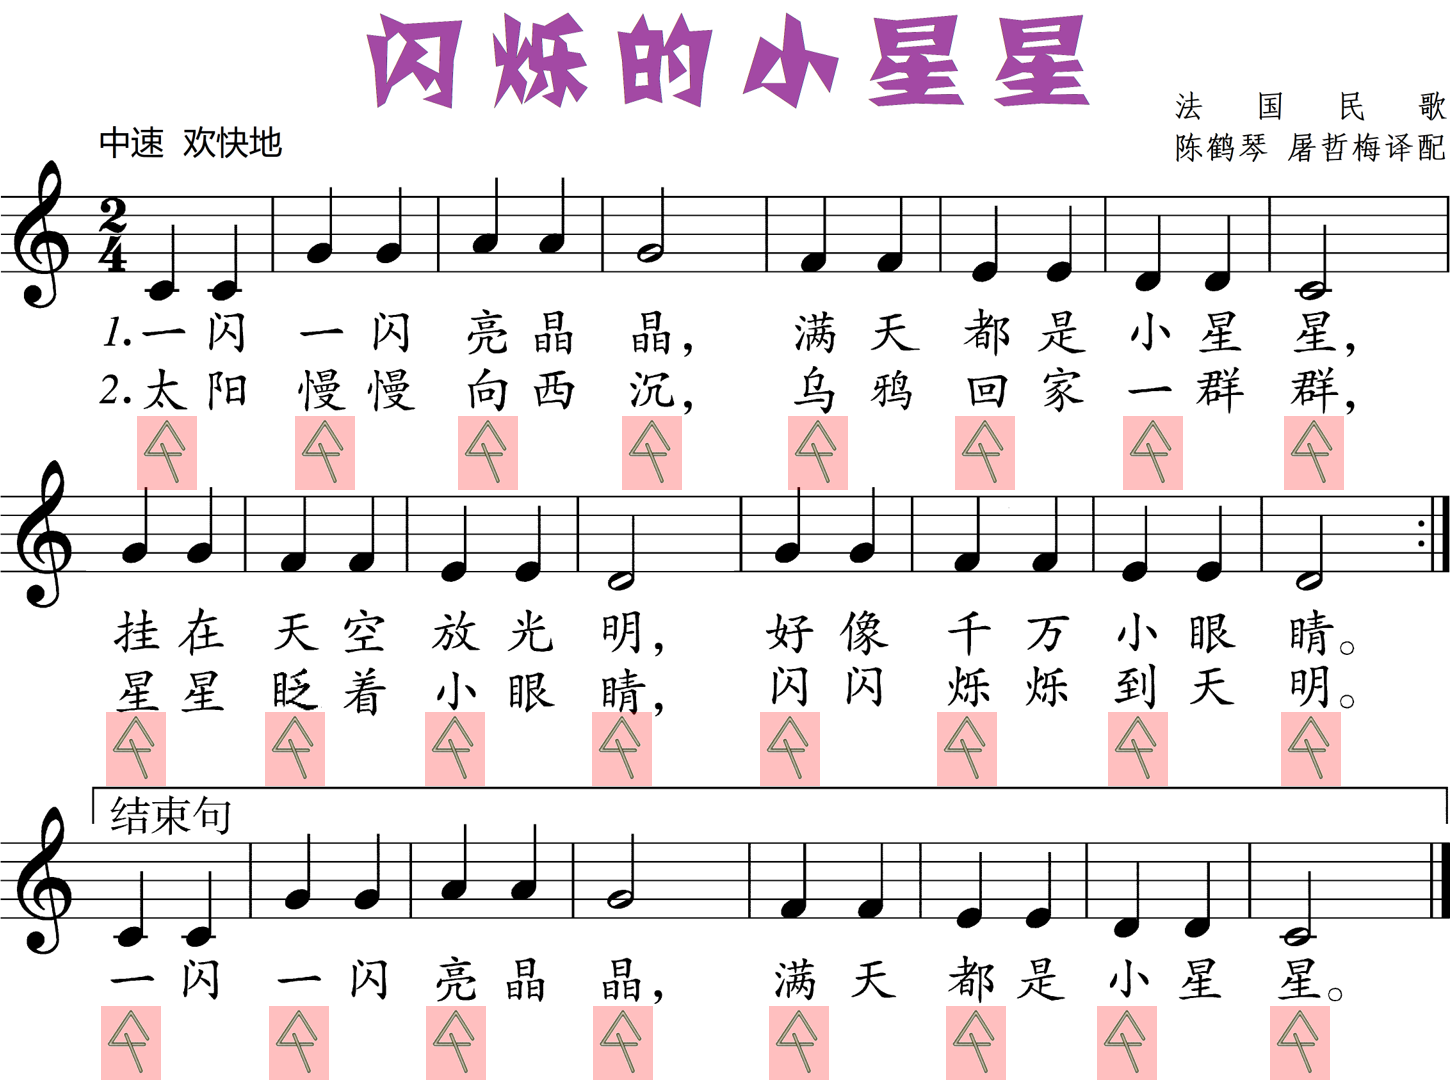 闪烁的小星星
法国民歌
中速 欢快地
陈鹤琴 屠哲梅译配
2
4
1.一闪 一闪 亮晶 晶， 满天 都是 小星 星，
2.太阳 慢慢 向西 沉， 乌鸦 回家 一群 群，
挂在 天空 放光 明， 好像 千万 小眼 睛。
星星 眨着 小眼 睛， 闪闪 烁烁 到天 明。
结束句
一闪 一闪 亮晶 晶， 满天 都是 小星 星。